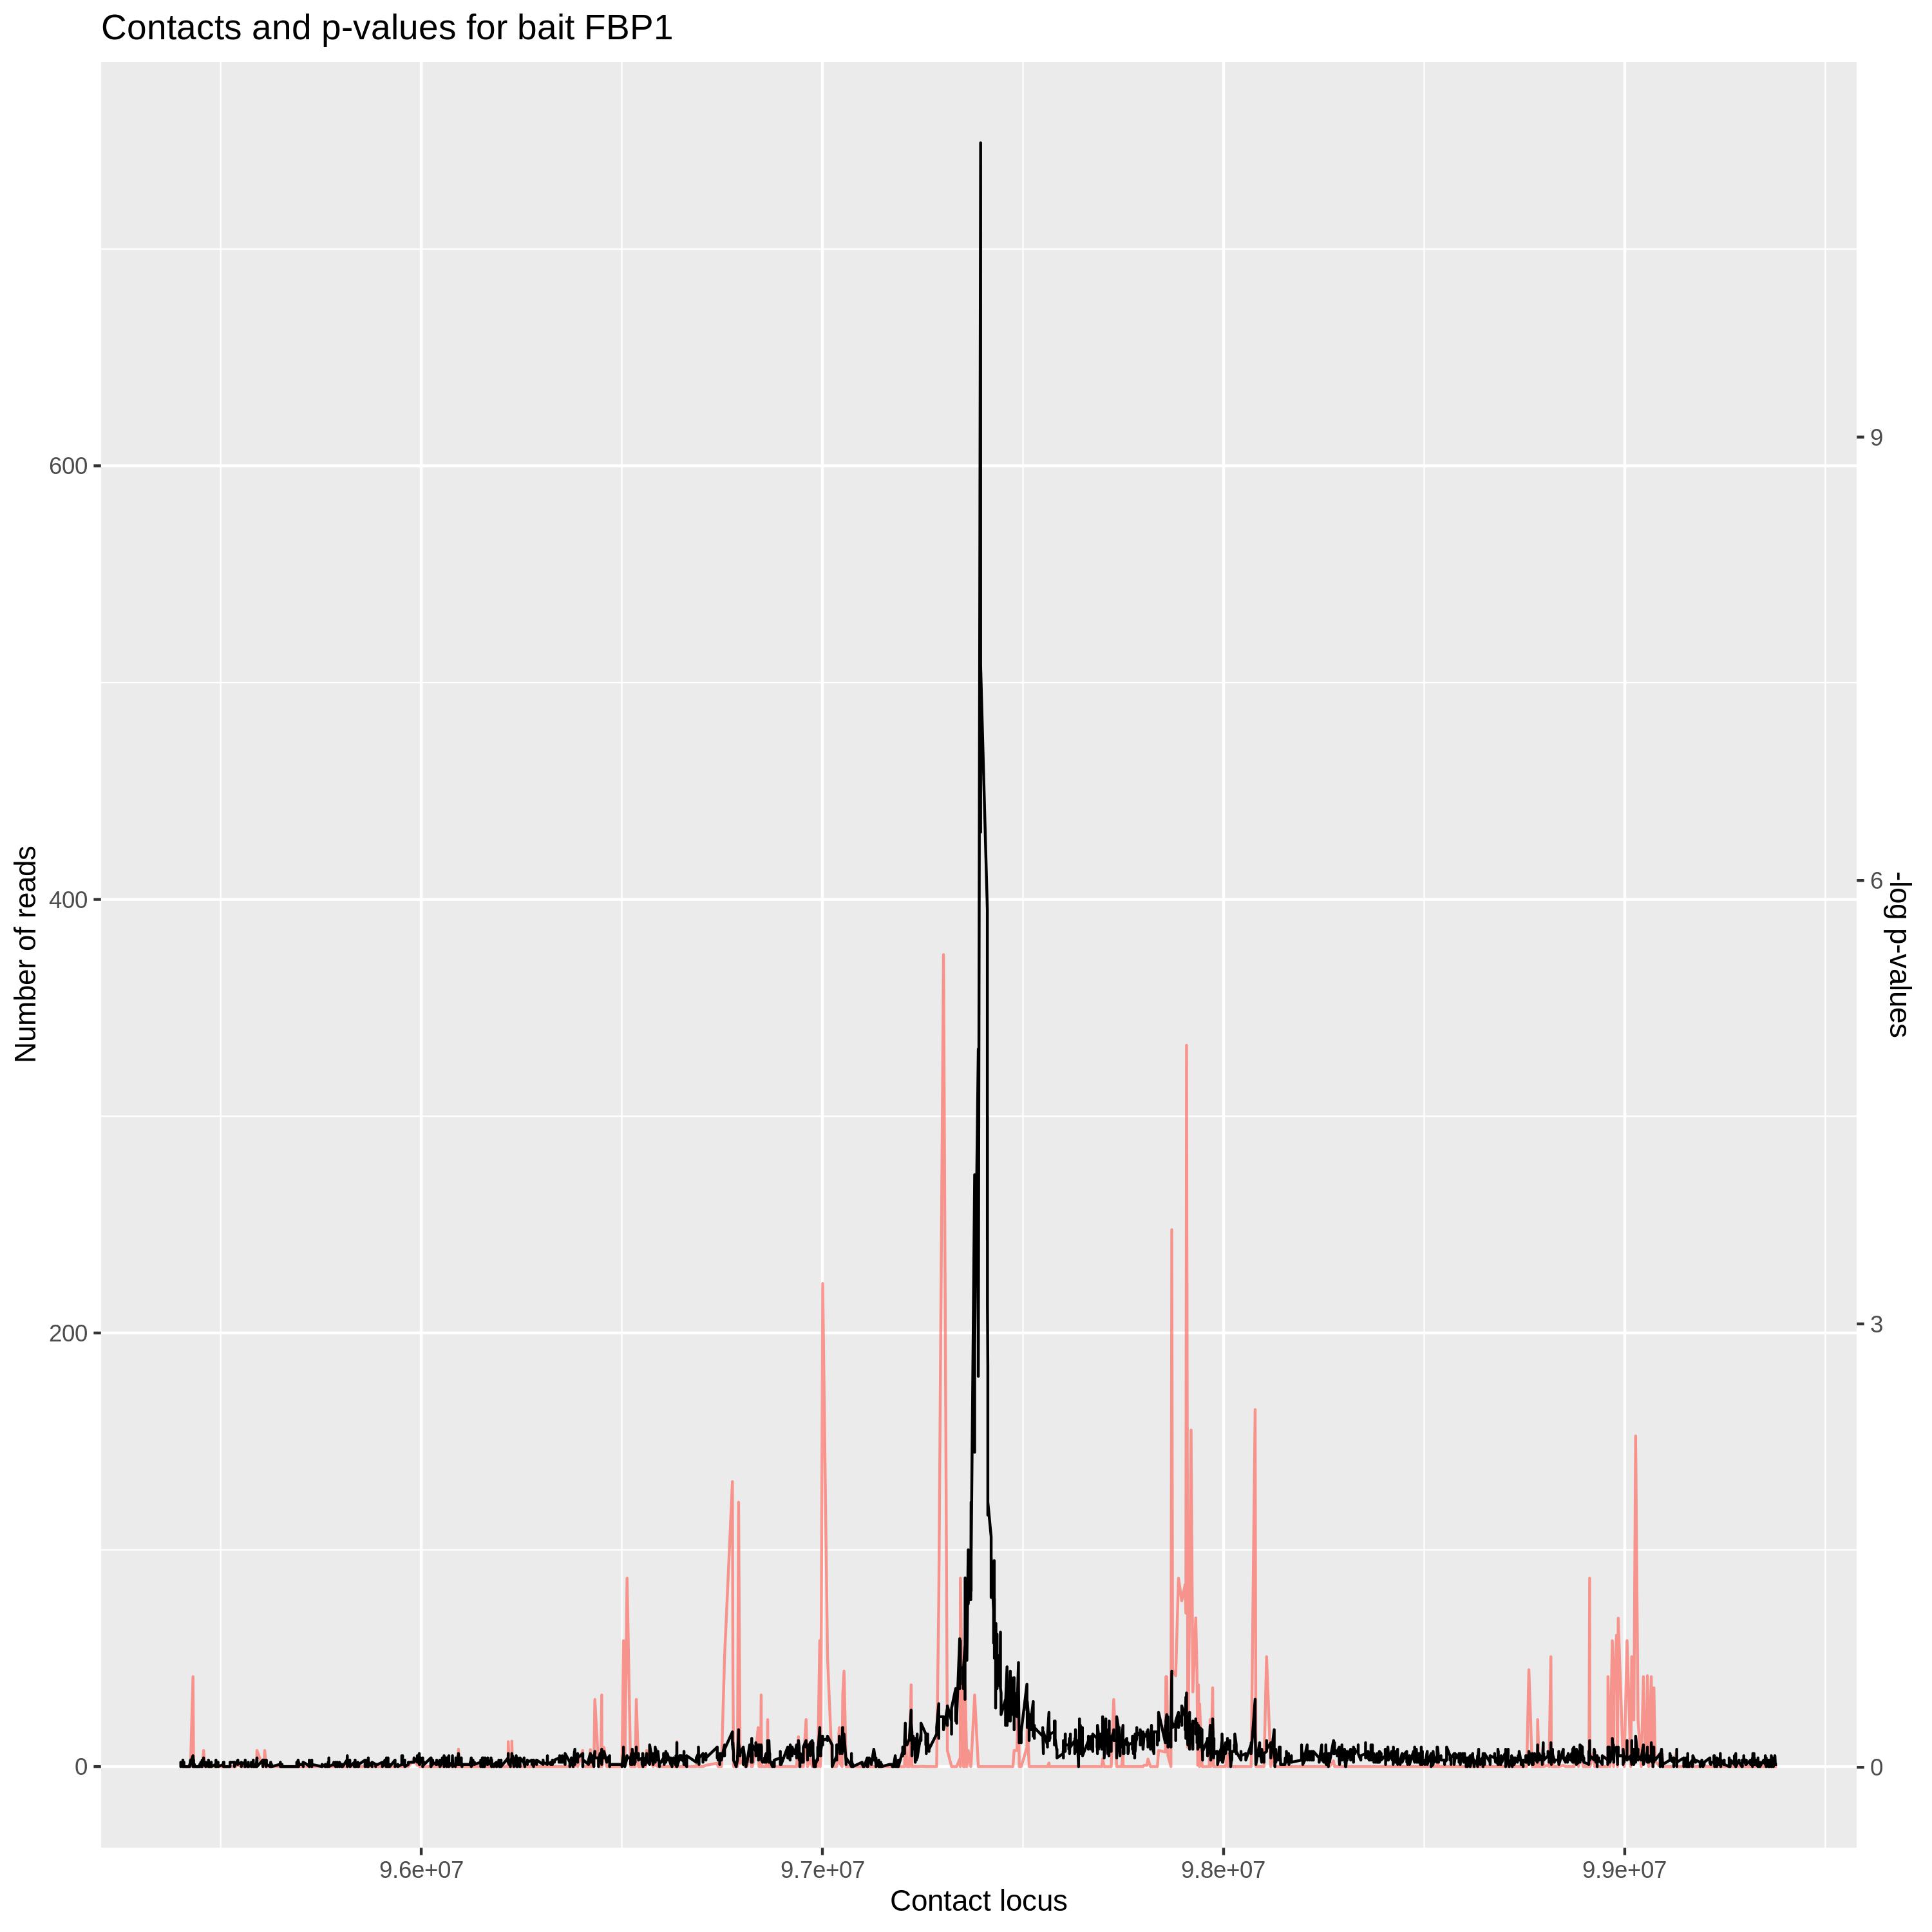 Contacts and p-values for bait FBP1
600
400
200
0
Number of reads
9
6
3
0
-log p-values
9.6e+07 9.7e+07 9.8e+07 9.9e+07
Contact locus